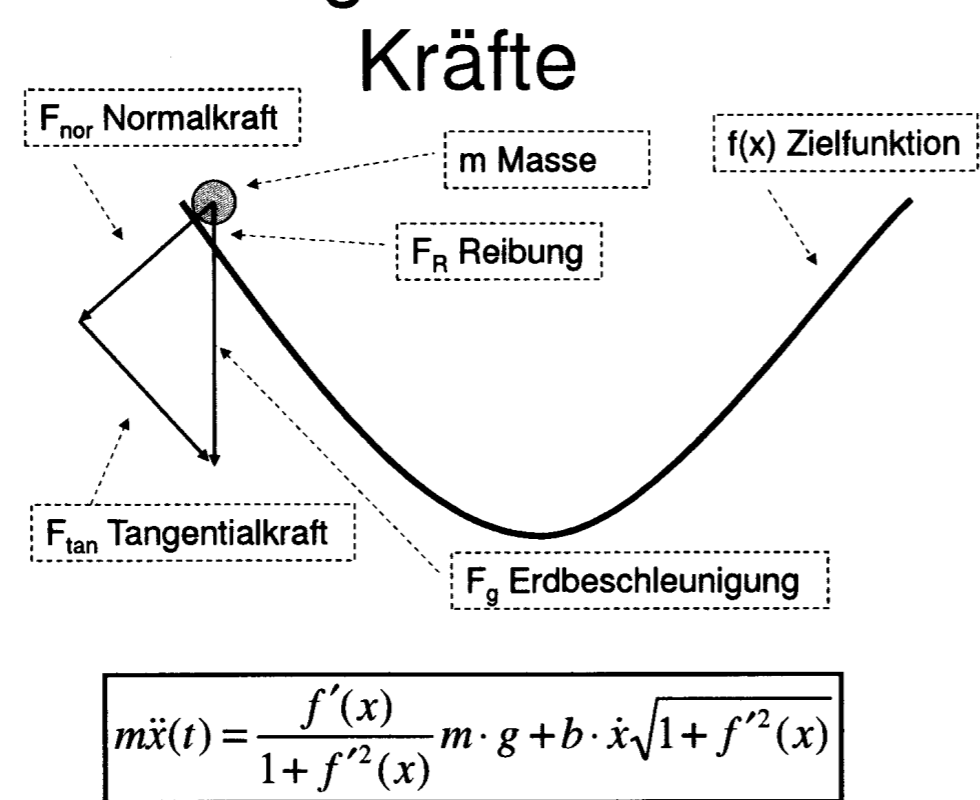 Kräfte
F_nor Normalkraft
m Masse
f(x) Zielfunktion
F_R Reibung
F_tan Tangentialkraft
F_g Erdbeschleunigung
mẍ(t) = f′(x) / (1 + f′²(x)) m · g + b · ẋ√(1 + f′²(x))